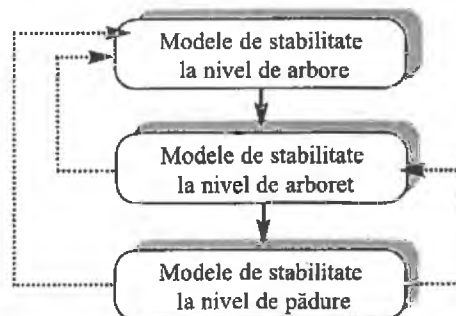 Modele de stabilitate
la nivel de arbore
Modele de stabilitate
la nivel de arboret
Modele de stabilitate
la nivel de pădure